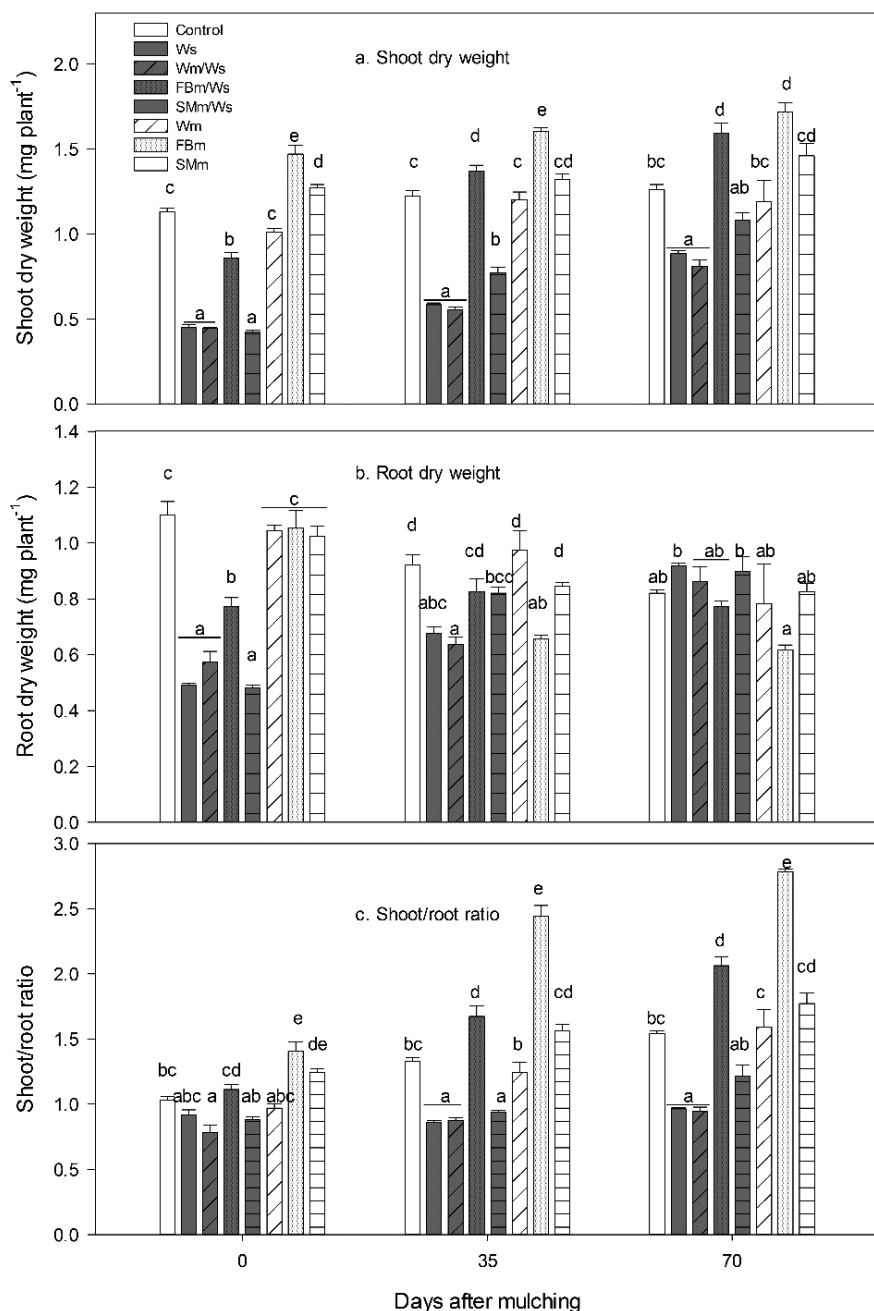 Control
Ws
Wm/Ws
FBm/Ws
SMm/Ws
Wm
FBm
SMm
a. Shoot dry weight
Shoot dry weight (mg plant⁻¹)
2.0
1.5
1.0
0.5
0.0
c a b a c e d
c a d b c e cd
bc a d ab bc d cd
b. Root dry weight
Root dry weight (mg plant⁻¹)
1.4
1.2
1.0
0.8
0.6
0.4
0.2
0.0
c a b a c
d abc a cd bcc d ab d
ab b ab b ab a ab
c. Shoot/root ratio
Shoot/root ratio
3.0
2.5
2.0
1.5
1.0
0.5
0.0
bc abc a cd ab abc e de
bc a d a b e cd
bc a d ab c e cd
0 35 70
Days after mulching